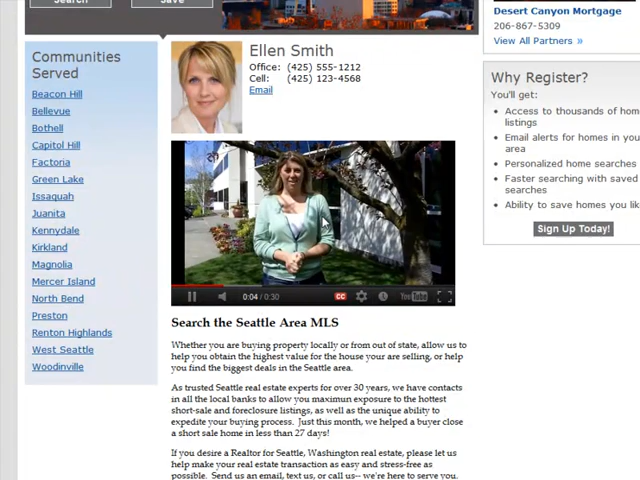 Search
Save
Desert Canyon Mortgage
206-867-5309
View All Partners »
Communities
Served
Beacon Hill
Bellevue
Bothell
Capitol Hill
Factoria
Green Lake
Issaquah
Juanita
Kennydale
Kirkland
Magnolia
Mercer Island
North Bend
Preston
Renton Highlands
West Seattle
Woodinville
Ellen Smith
Office: (425) 555-1212
Cell: (425) 123-4568
Email
0:04 / 0:30
CC
YouTube
Search the Seattle Area MLS
Whether you are buying property locally or from out of state, allow us to
help you obtain the highest value for the house your are selling, or help
you find the biggest deals in the Seattle area.
As trusted Seattle real estate experts for over 30 years, we have contacts
in all the local banks to allow you maximun exposure to the hottest
short-sale and foreclosure listings, as well as the unique ability to
expedite your buying process. Just this month, we helped a buyer close
a short sale home in less than 27 days!
If you desire a Realtor for Seattle, Washington real estate, please let us
help make your real estate transaction as easy and stress-free as
possible. Send us an email, text us, or call us-- we're here to serve you.
Why Register?
You'll get:
• Access to thousands of hom
listings
• Email alerts for homes in you
area
• Personalized home searches
• Faster searching with saved
searches
• Ability to save homes you lik
Sign Up Today!